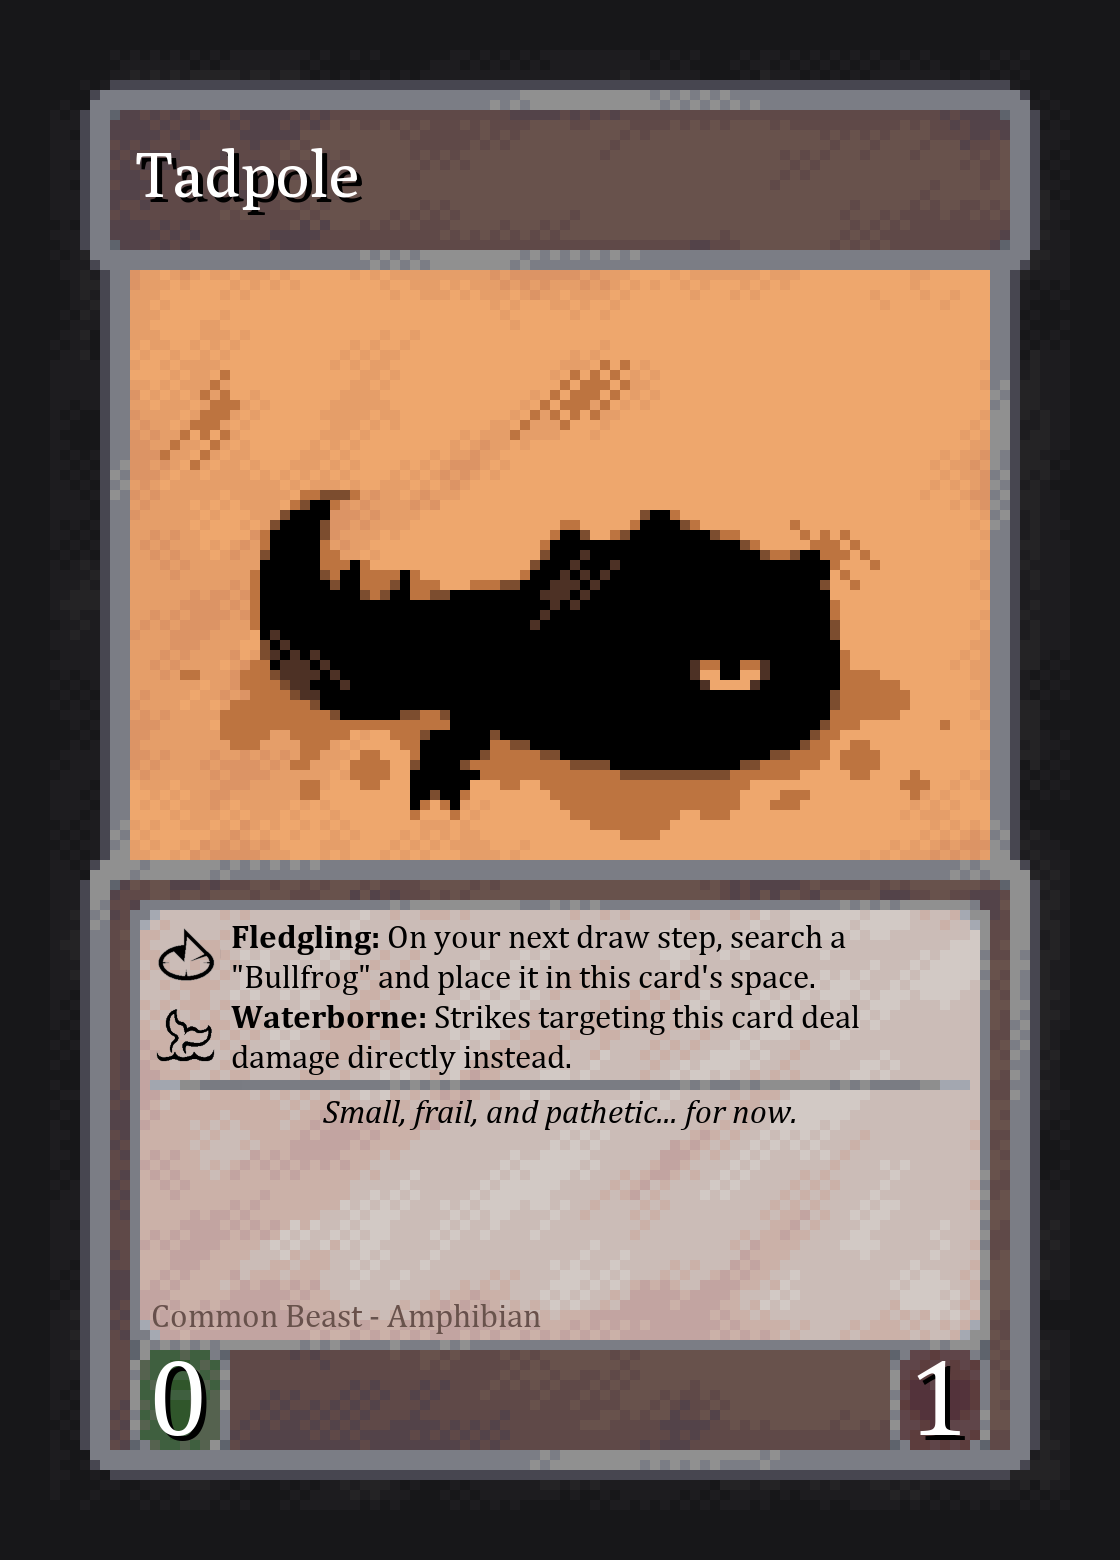 Tadpole
Fledgling: On your next draw step, search a
"Bullfrog" and place it in this card's space.
Waterborne: Strikes targeting this card deal
damage directly instead.
Small, frail, and pathetic... for now.
Common Beast - Amphibian
0
1